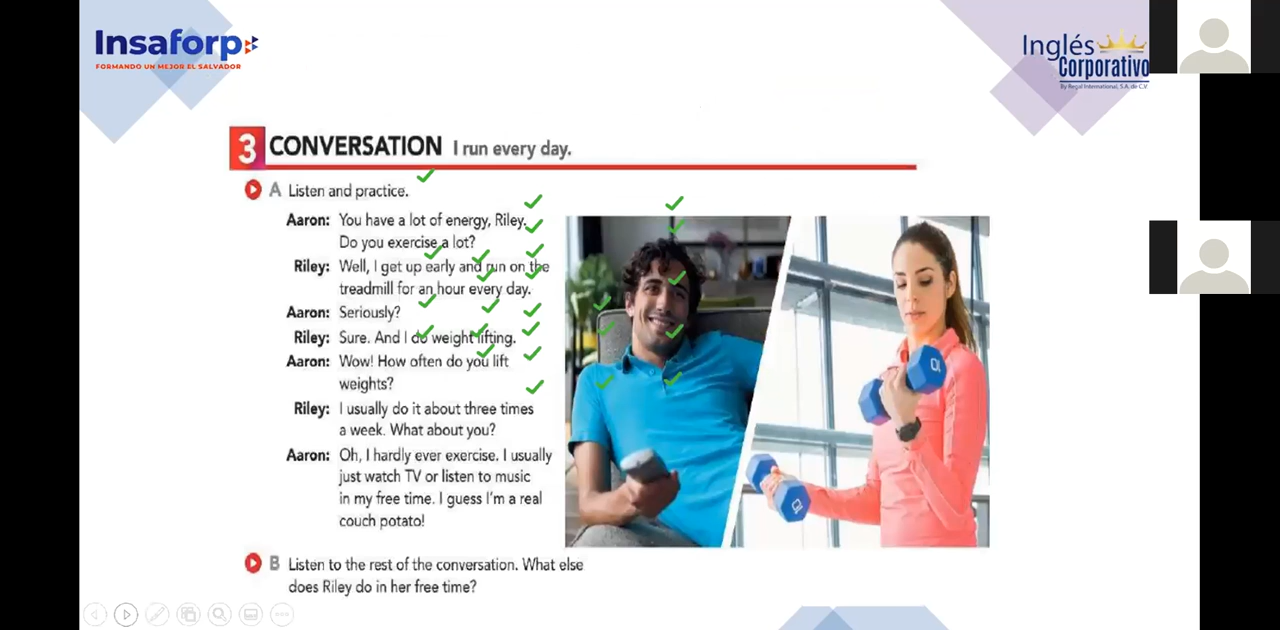 Insaforp
FORMANDO UN MEJOR EL SALVADOR
Inglés
Corporativo
By Regal International, S.A. de C.V.
3 CONVERSATION I run every day.
A Listen and practice.
Aaron: You have a lot of energy, Riley.
Do you exercise a lot?
Riley: Well, I get up early and run on the
treadmill for an hour every day.
Aaron: Seriously?
Riley: Sure. And I do weight lifting.
Aaron: Wow! How often do you lift
weights?
Riley: I usually do it about three times
a week. What about you?
Aaron: Oh, I hardly ever exercise. I usually
just watch TV or listen to music
in my free time. I guess I'm a real
couch potato!
B Listen to the rest of the conversation. What else
does Riley do in her free time?